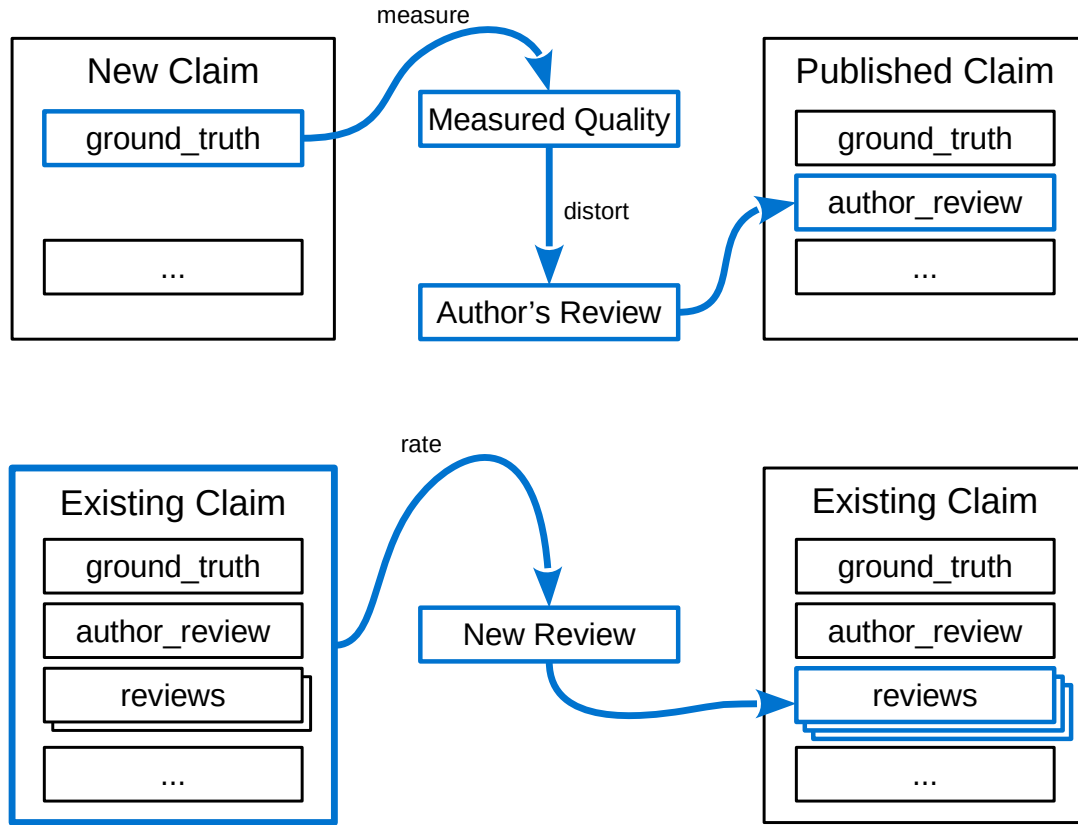 measure
New Claim
ground_truth
...
Measured Quality
distort
Author’s Review
Published Claim
ground_truth
author_review
...
rate
Existing Claim
ground_truth
author_review
reviews
...
New Review
Existing Claim
ground_truth
author_review
reviews
...